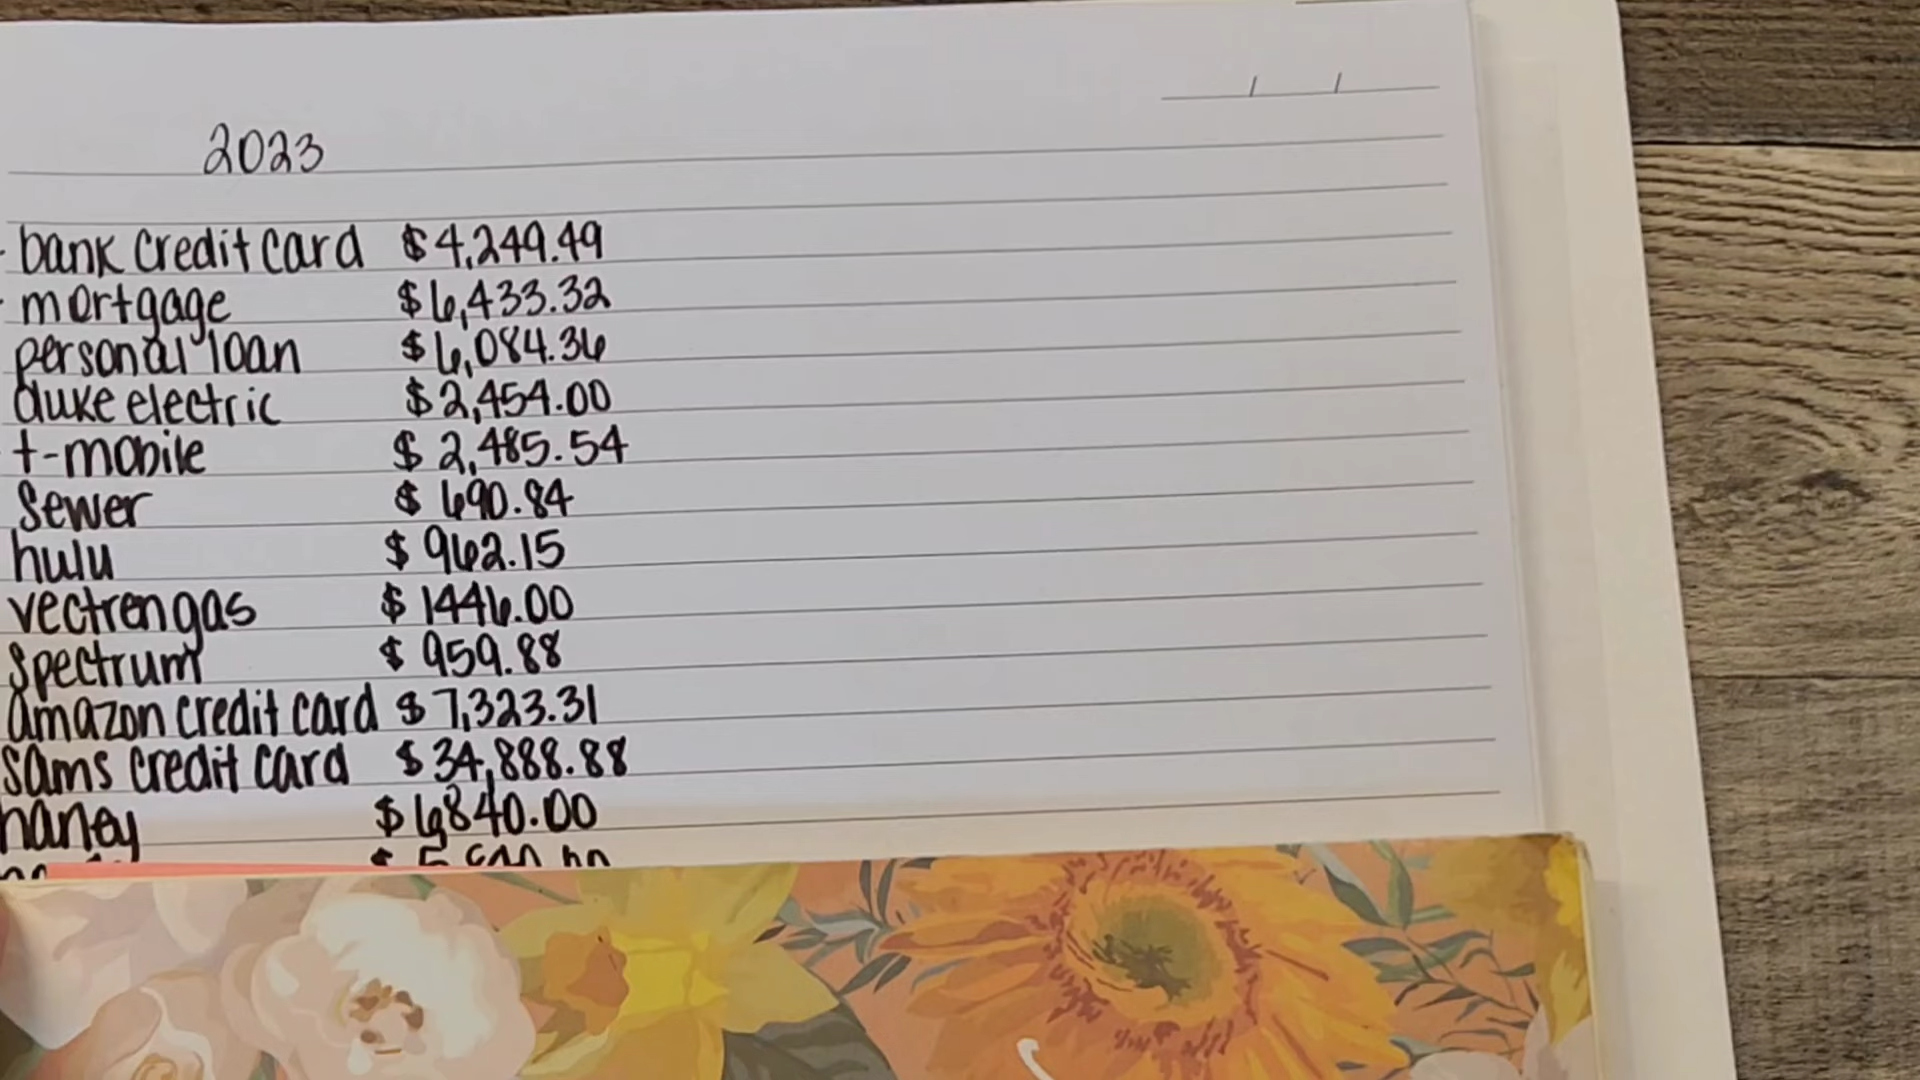 2023
bank credit card $4,249.49
mortgage $6,433.32
personal loan $6,084.36
duke electric $2,454.00
t-mobile $2,485.54
sewer $690.84
hulu $962.15
vectren gas $1446.00
spectrum $959.88
amazon credit card $7,323.31
sams credit card $34,888.88
haney $6840.00